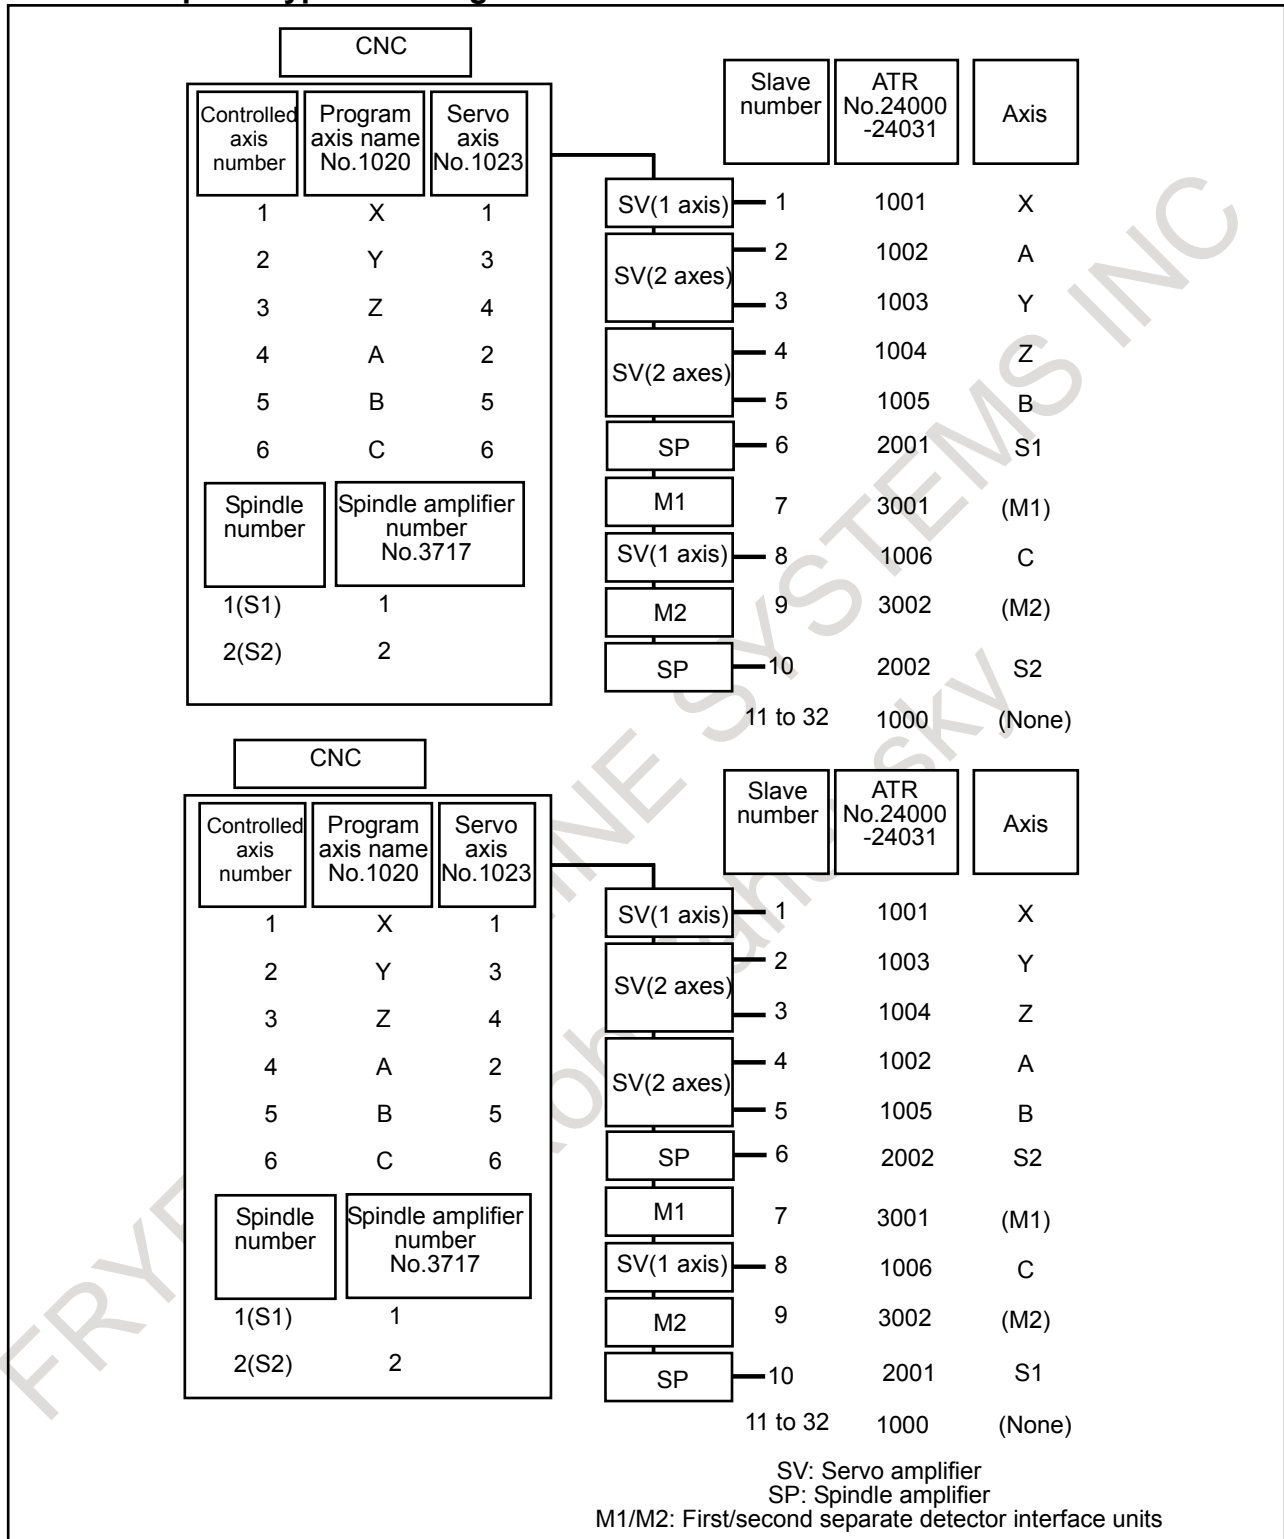 CNC
Controlled axis number
Program axis name No.1020
Servo axis No.1023
1 X 1
2 Y 3
3 Z 4
4 A 2
5 B 5
6 C 6
Spindle number
Spindle amplifier number No.3717
1(S1) 1
2(S2) 2
Slave number
ATR No.24000 -24031
Axis
SV(1 axis) 1 1001 X
SV(2 axes)
2 1002 A
3 1003 Y
SV(2 axes)
4 1004 Z
5 1005 B
SP 6 2001 S1
M1 7 3001 (M1)
SV(1 axis) 8 1006 C
M2 9 3002 (M2)
SP 10 2002 S2
11 to 32 1000 (None)
CNC
Controlled axis number
Program axis name No.1020
Servo axis No.1023
1 X 1
2 Y 3
3 Z 4
4 A 2
5 B 5
6 C 6
Spindle number
Spindle amplifier number No.3717
1(S1) 1
2(S2) 2
Slave number
ATR No.24000 -24031
Axis
SV(1 axis) 1 1001 X
SV(2 axes)
2 1003 Y
3 1004 Z
SV(2 axes)
4 1002 A
5 1005 B
SP 6 2002 S2
M1 7 3001 (M1)
SV(1 axis) 8 1006 C
M2 9 3002 (M2)
SP 10 2001 S1
11 to 32 1000 (None)
SV: Servo amplifier
SP: Spindle amplifier
M1/M2: First/second separate detector interface units
SYSTEMS INC